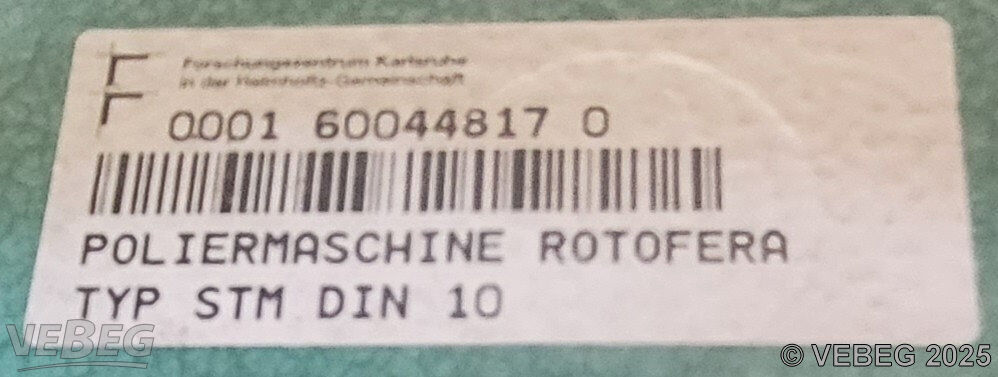 Forschungszentrum Karlsruhe
in der Helmholtz-Gemeinschaft
0001 60044817 0
POLIERMASCHINE ROTOFERA
TYP STM DIN 10
VEBEG
© VEBEG 2025